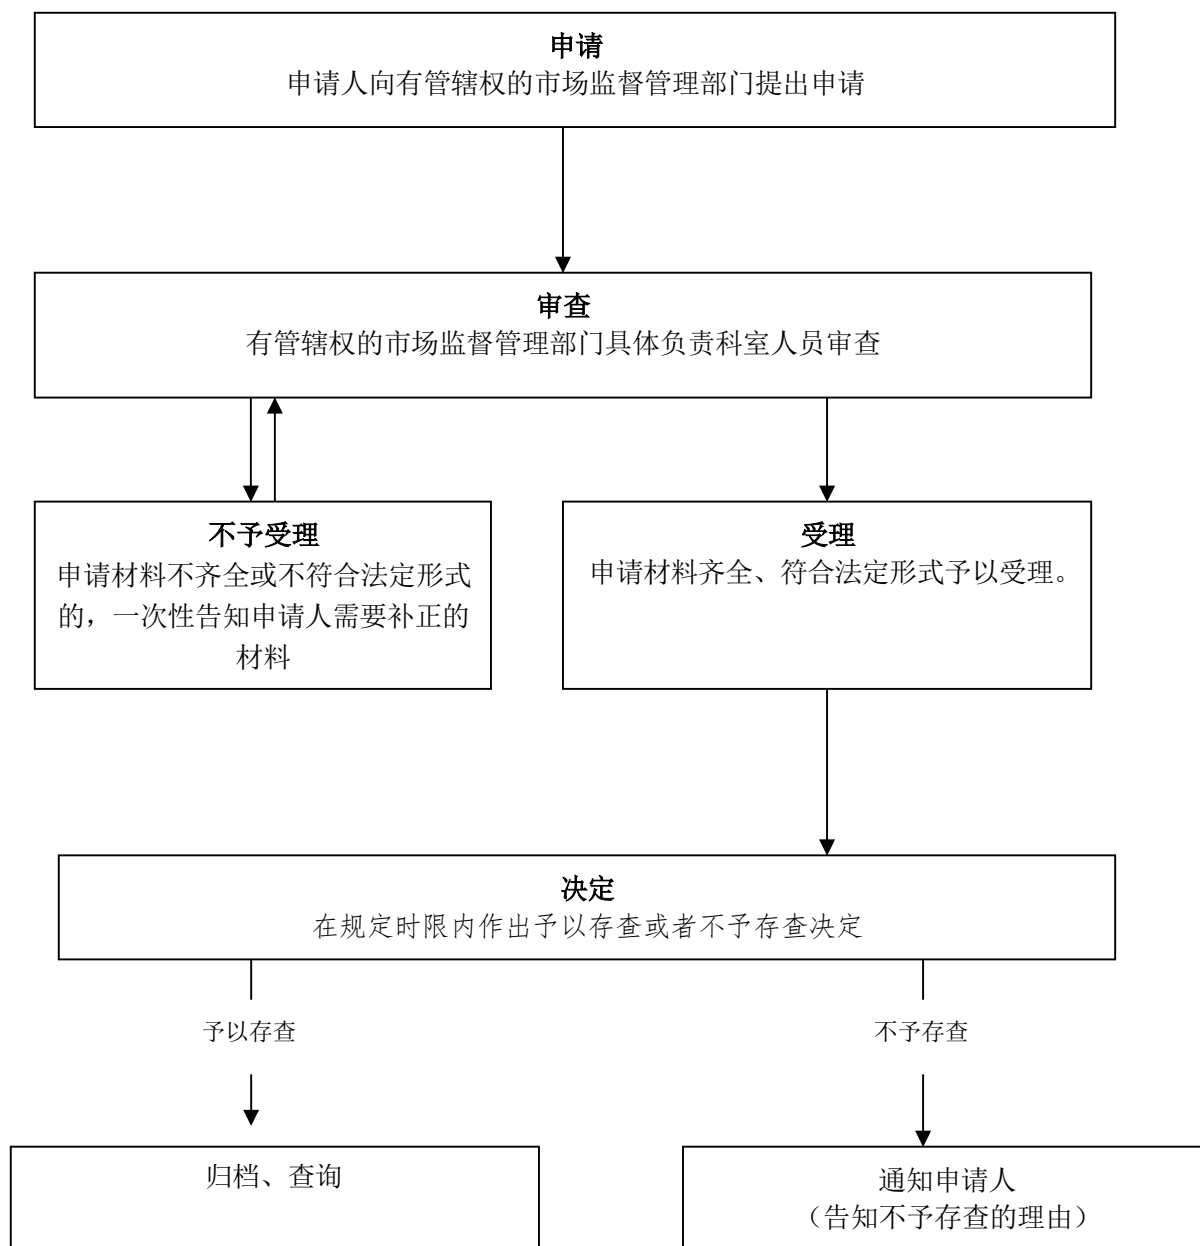 申请
申请人向有管辖权的市场监督管理部门提出申请
审查
有管辖权的市场监督管理部门具体负责科室人员审查
不予受理
申请材料不齐全或不符合法定形式
的，一次性告知申请人需要补正的
材料
受理
申请材料齐全、符合法定形式予以受理。
决定
在规定时限内作出予以存查或者不予存查决定
予以存查
不予存查
归档、查询
通知申请人
（告知不予存查的理由）